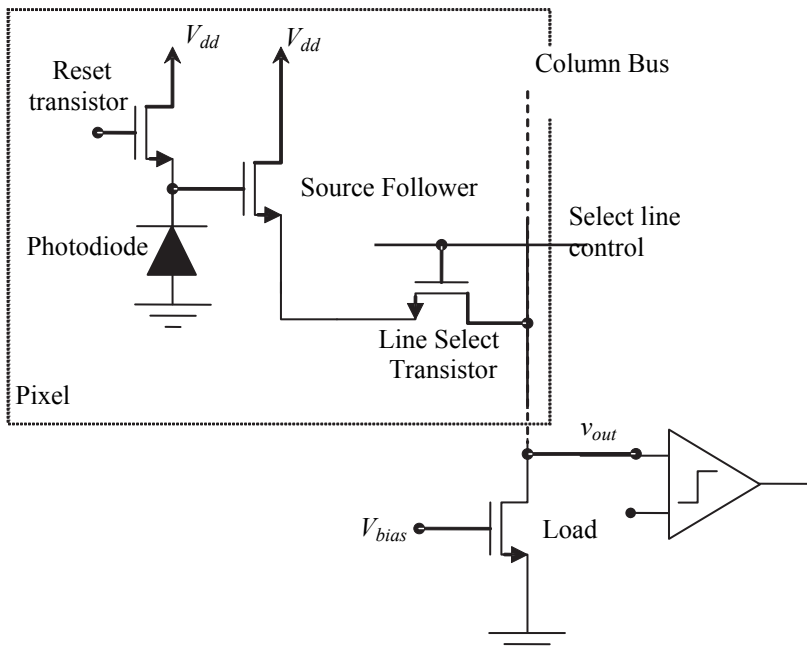 V_dd
V_dd
Column Bus
Reset
transistor
Source Follower
Select line
control
Photodiode
Line Select
Transistor
Pixel
v_out
V_bias
Load